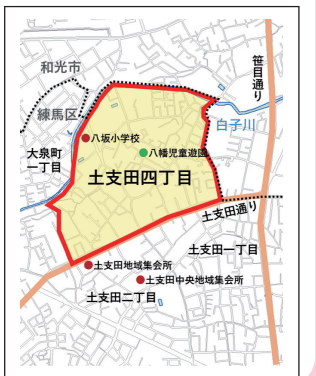 和光市
笹目通り
練馬区
白子川
八坂小学校
大泉町
一丁目
八幡児童遊園
土支田四丁目
土支田通り
土支田一丁目
土支田地域集会所
土支田中央地域集会所
土支田二丁目